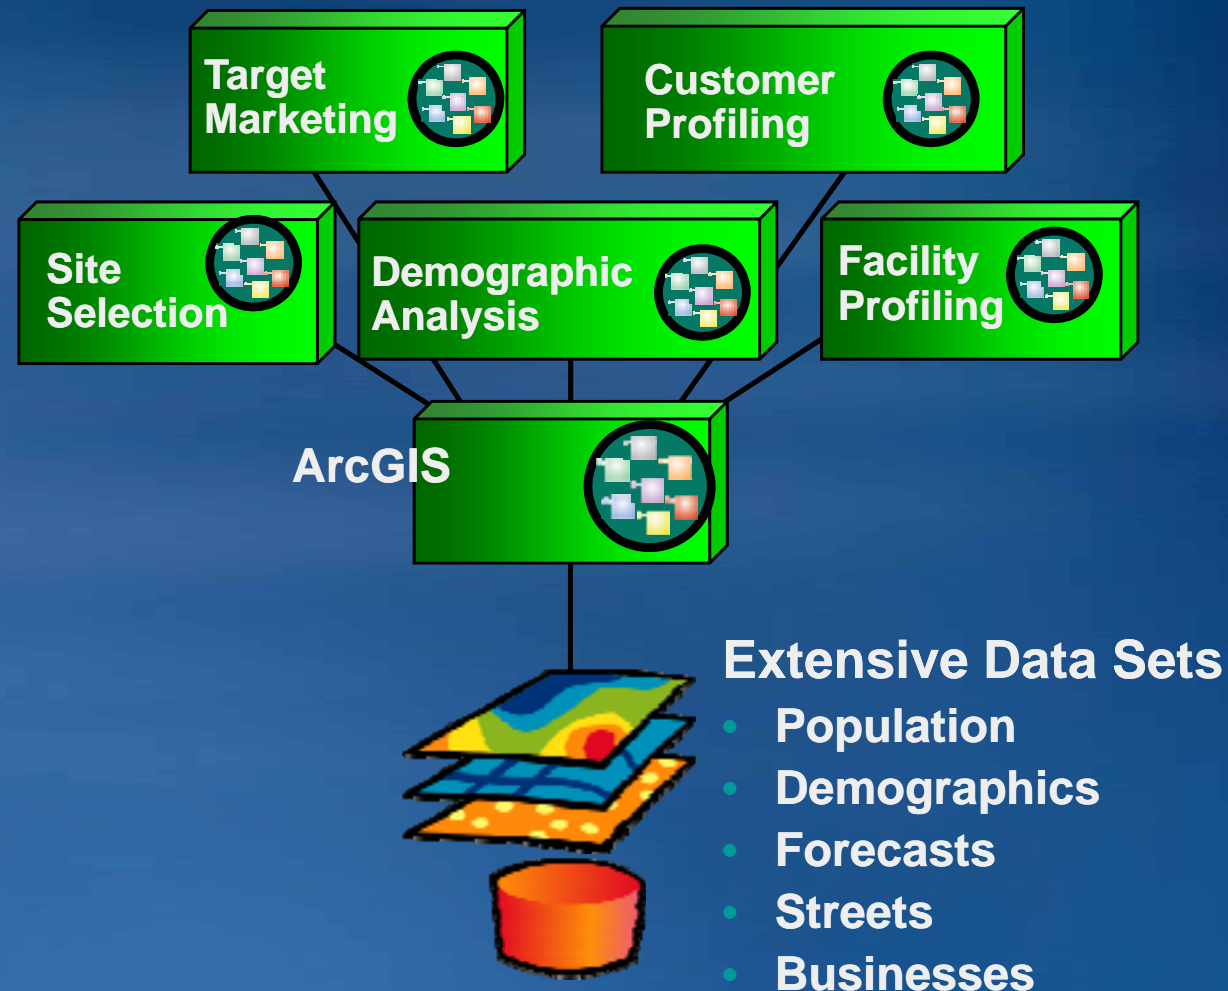 Target
Marketing
Customer
Profiling
Site
Selection
Demographic
Analysis
Facility
Profiling
ArcGIS
Extensive Data Sets
• Population
• Demographics
• Forecasts
• Streets
• Businesses